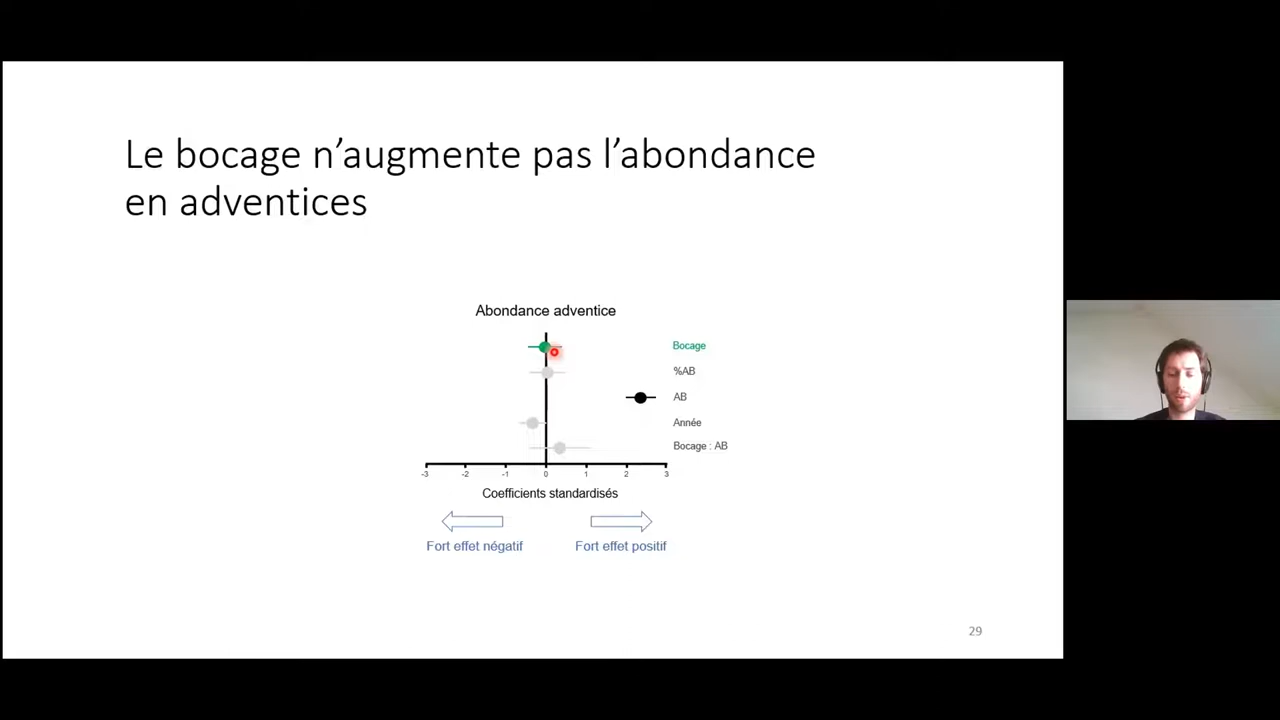 Le bocage n’augmente pas l’abondance
en adventices
Abondance adventice
Bocage
%AB
AB
Année
Bocage : AB
-3 -2 -1 0 1 2 3
Coefficients standardisés
Fort effet négatif Fort effet positif
29